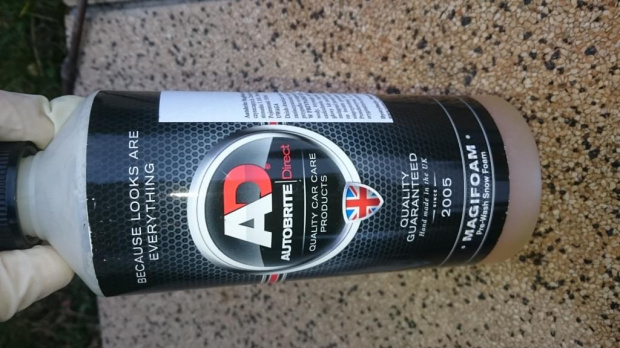 BECAUSE LOOKS ARE
EVERYTHING
AD
AUTOBRITE Direct
QUALITY CAR CARE
PRODUCTS
QUALITY
GUARANTEED
Hand made in the UK
SINCE
2005
MAGIFOAM
Pre-Wash Snow Foam